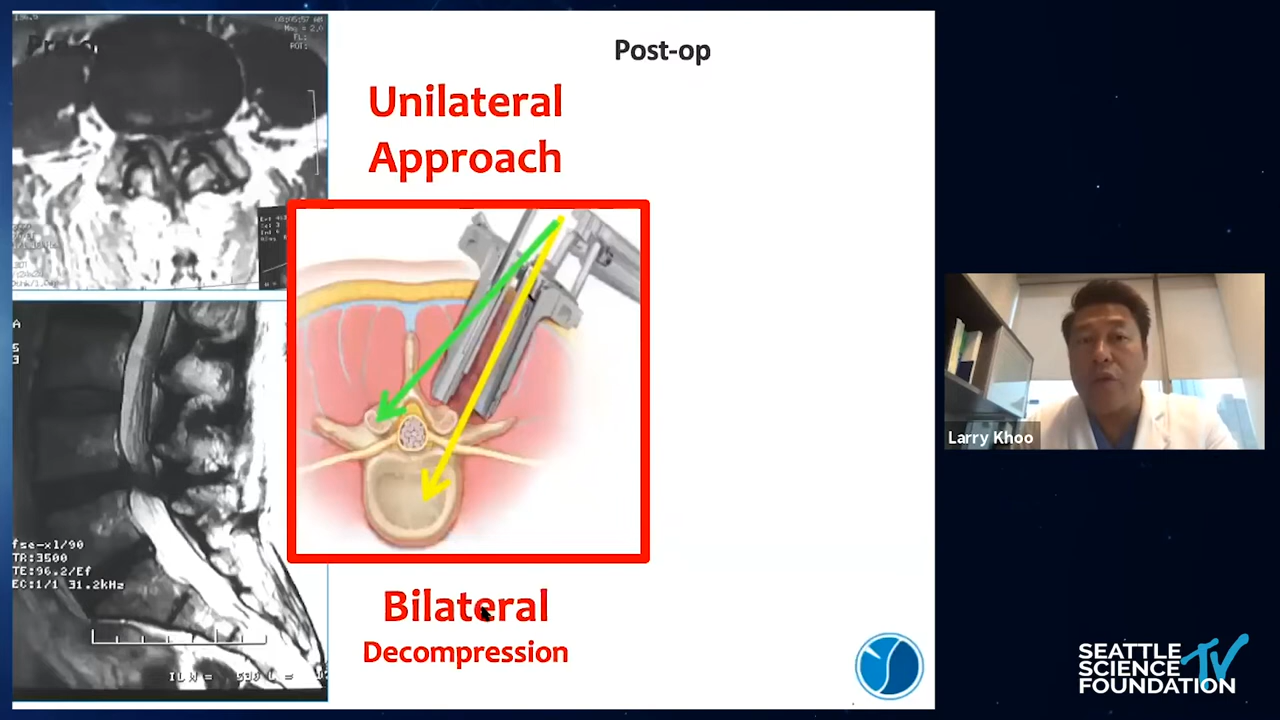 Post-op
Unilateral
Approach
Bilateral
Decompression
fse-xl/90
TR:3500
TE:96.2/Ef
EC:1/1 31.2kHz
Larry Khoo
SEATTLE
SCIENCE
FOUNDATION
TV